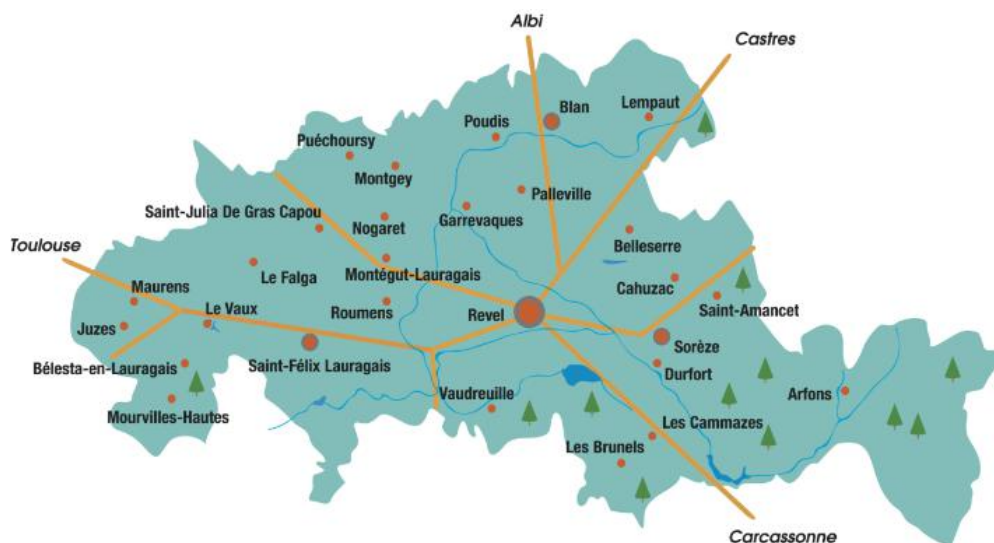 Albi
Castres
Blan
Lempaut
Poudis
Puéchoursy
Montgey
Palleville
Saint-Julia De Gras Capou
Nogaret
Garrevaques
Belleserre
Toulouse
Le Falga
Montégut-Lauragais
Cahuzac
Maurens
Le Vaux
Roumens
Revel
Saint-Amancet
Juzes
Sorèze
Bélesta-en-Lauragais
Saint-Félix Lauragais
Durfort
Vaudreuille
Arfons
Mourvilles-Hautes
Les Cammazes
Les Brunels
Carcassonne